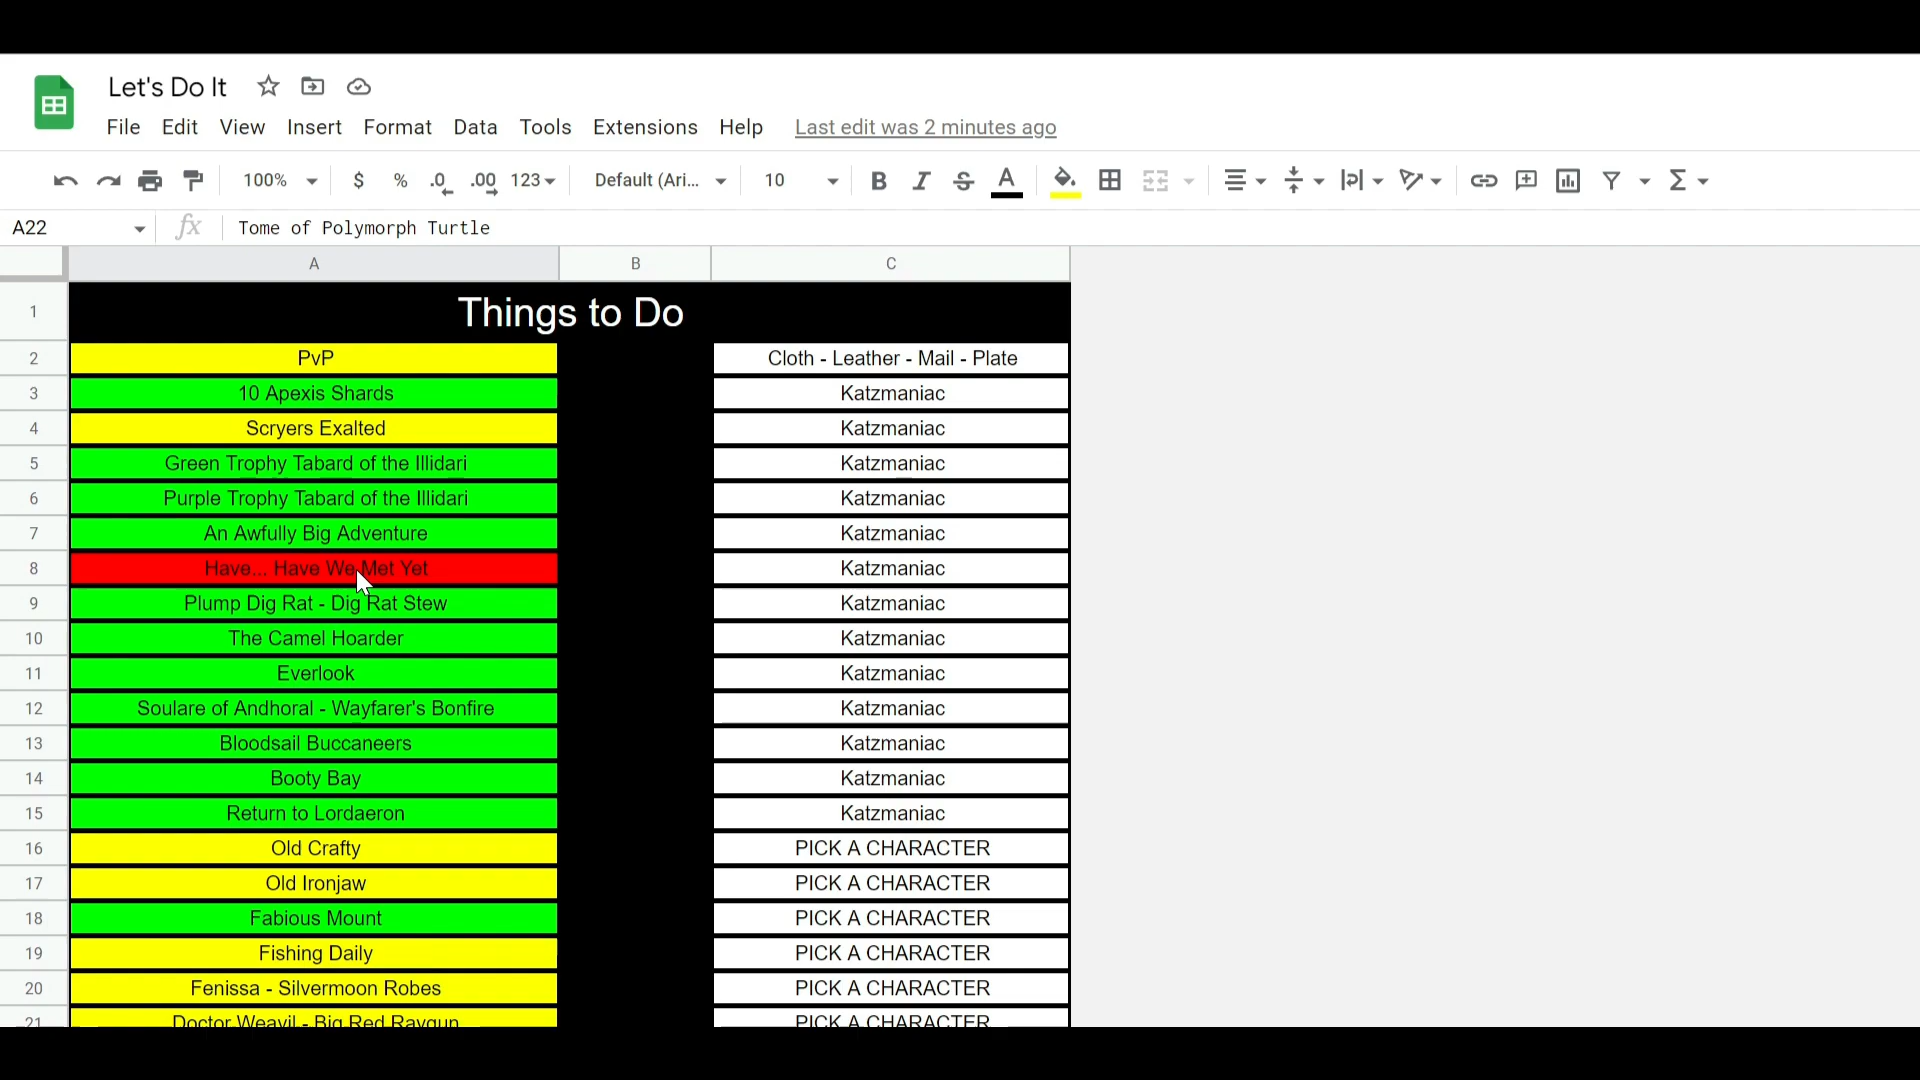 Let's Do It
File Edit View Insert Format Data Tools Extensions Help Last edit was 2 minutes ago
100% $ % .0 .00 123 Default (Ari... 10 B I S A Σ
A22 fx Tome of Polymorph Turtle
A B C
1 Things to Do
2 PvP Cloth - Leather - Mail - Plate
3 10 Apexis Shards Katzmaniac
4 Scryers Exalted Katzmaniac
5 Green Trophy Tabard of the Illidari Katzmaniac
6 Purple Trophy Tabard of the Illidari Katzmaniac
7 An Awfully Big Adventure Katzmaniac
8 Have... Have We Met Yet Katzmaniac
9 Plump Dig Rat - Dig Rat Stew Katzmaniac
10 The Camel Hoarder Katzmaniac
11 Everlook Katzmaniac
12 Soulare of Andhoral - Wayfarer's Bonfire Katzmaniac
13 Bloodsail Buccaneers Katzmaniac
14 Booty Bay Katzmaniac
15 Return to Lordaeron Katzmaniac
16 Old Crafty PICK A CHARACTER
17 Old Ironjaw PICK A CHARACTER
18 Fabious Mount PICK A CHARACTER
19 Fishing Daily PICK A CHARACTER
20 Fenissa - Silvermoon Robes PICK A CHARACTER
21 Doctor Weavil - Big Red Raygun PICK A CHARACTER